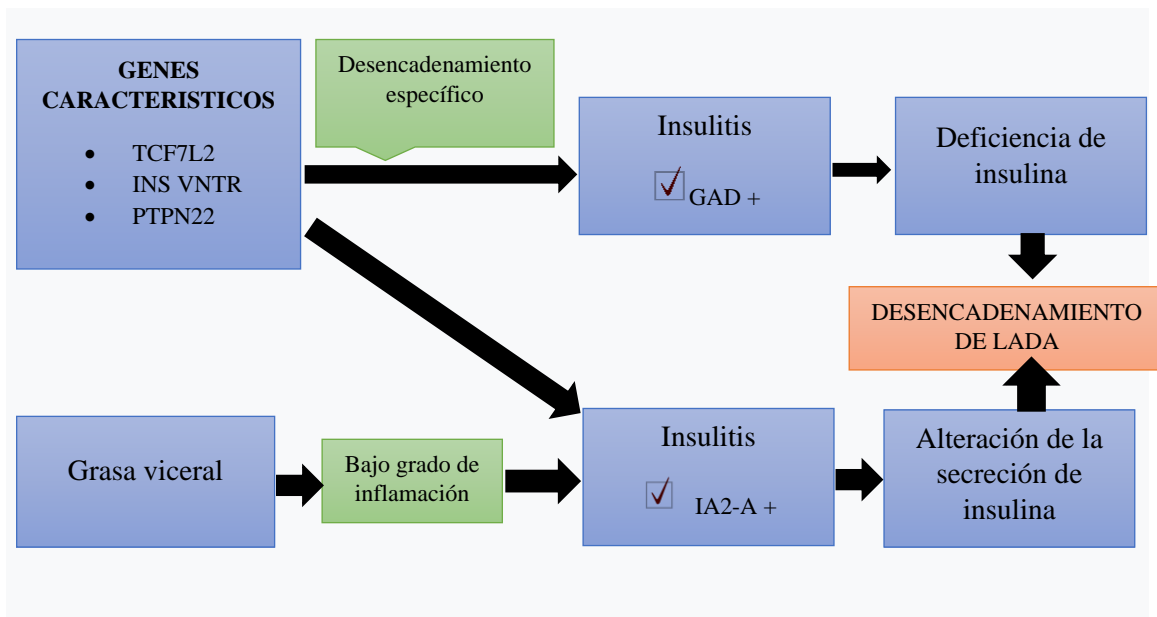 GENES
CARACTERISTICOS
• TCF7L2
• INS VNTR
• PTPN22
Desencadenamiento
específico
Insulitis
GAD +
Deficiencia de
insulina
DESENCADENAMIENTO
DE LADA
Grasa viceral
Bajo grado de
inflamación
Insulitis
IA2-A +
Alteración de la
secreción de
insulina